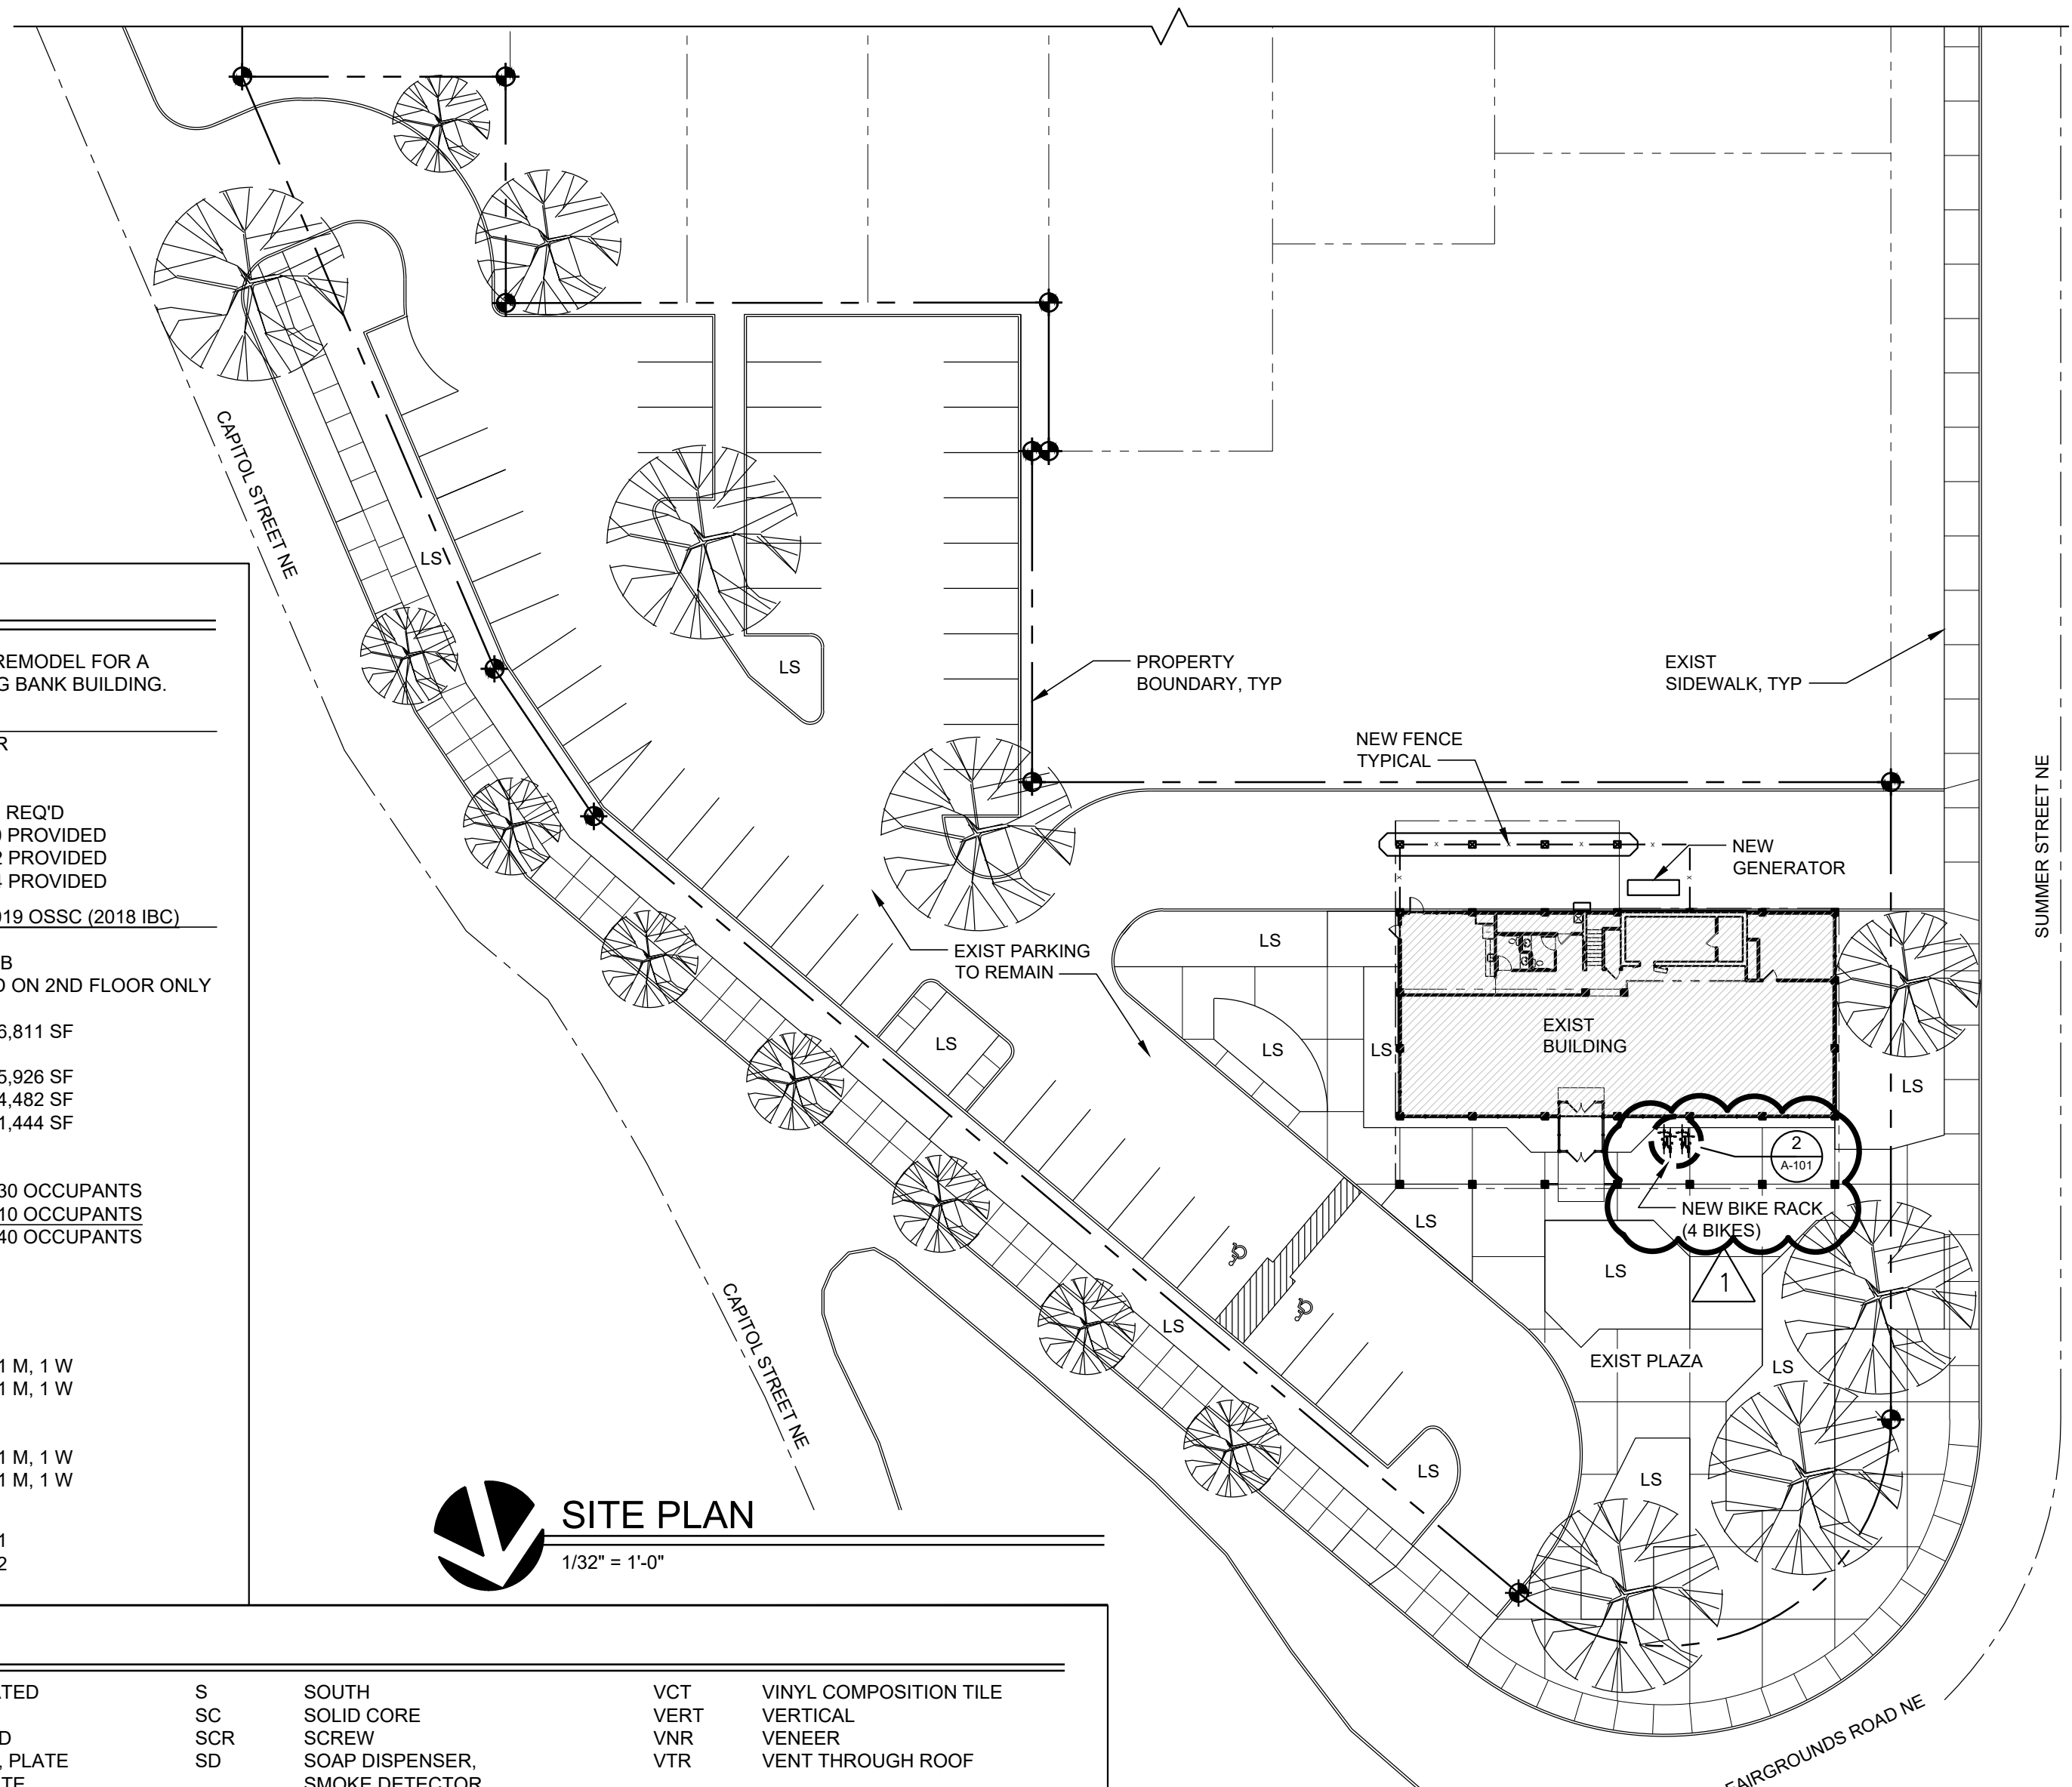 CAPITOL STREET NE
LS
LS
PROPERTY
BOUNDARY, TYP
EXIST
SIDEWALK, TYP
NEW FENCE
TYPICAL
NEW
GENERATOR
SUMMER STREET NE
EXIST PARKING
TO REMAIN
LS
LS
LS
LS
LS
EXIST
BUILDING
LS
2
A-101
NEW BIKE RACK
(4 BIKES)
1
LS
LS
LS
EXIST PLAZA
LS
LS
LS
CAPITOL STREET NE
FAIRGROUNDS ROAD NE
SITE PLAN
1/32" = 1'-0"
REMODEL FOR A
BANK BUILDING.
REQ'D
PROVIDED
PROVIDED
PROVIDED
OSSC (2018 IBC)
B
ON 2ND FLOOR ONLY
6,811 SF
5,926 SF
4,482 SF
1,444 SF
30 OCCUPANTS
10 OCCUPANTS
40 OCCUPANTS
1 M, 1 W
1 M, 1 W
1 M, 1 W
1 M, 1 W
1
2
PLATE
S SOUTH
SC SOLID CORE
SCR SCREW
SD SOAP DISPENSER,
SMOKE DETECTOR
VCT VINYL COMPOSITION TILE
VERT VERTICAL
VNR VENEER
VTR VENT THROUGH ROOF